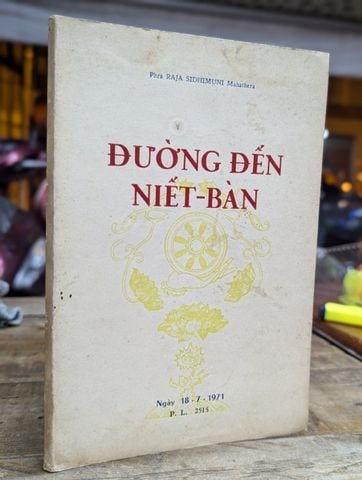 Phra RAJA SIDHIMUNI Mahathera
ĐƯỜNG ĐẾN
NIẾT-BÀN
Ngày 18 - 7 - 1971
P. L. 2515